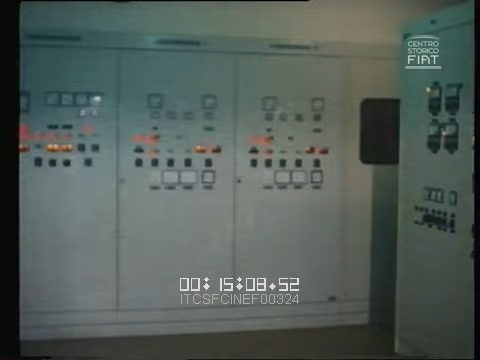 CENTRO
STORICO
FIAT
00: 15:08.52
ITCSFCINEF00324